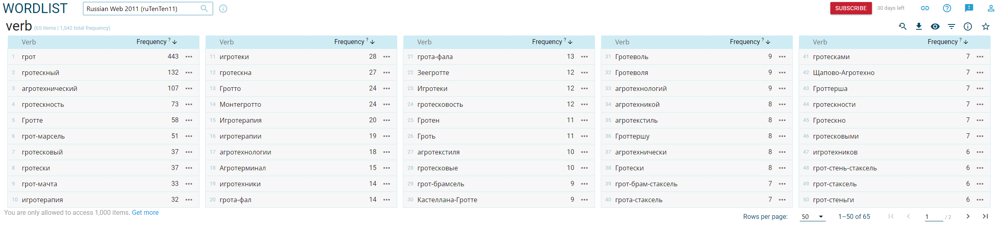 WORDLIST Russian Web 2011 (ruTenTen11) SUBSCRIBE 30 days left
verb (65 items | 1,542 total frequency)
Verb Frequency ? Verb Frequency ? Verb Frequency ? Verb Frequency ? Verb Frequency ?
1 грот 443 11 игротеки 28 21 грота-фала 13 31 Гротеволь 9 41 гротесками 7
2 гротескный 132 12 гротескна 27 22 Зеегротте 12 32 Гротеволя 9 42 Щапово-Агротехно 7
3 агротехнический 107 13 Гротто 24 23 Игротеки 12 33 агротехнологий 9 43 Гроттерша 7
4 гротескность 73 14 Монтегротто 24 24 гротесковость 12 34 агротехникой 8 44 гротескности 7
5 Гротте 58 15 Игротерапия 20 25 Гротен 11 35 агротекстиль 8 45 Гротескно 7
6 грот-марсель 51 16 игротерапии 19 26 Гроть 11 36 Гроттершу 8 46 гротесковыми 7
7 гротесковый 37 17 агротехнологии 18 27 агротекстиля 10 37 агротехнически 8 47 игротехников 6
8 гротески 37 18 Агротерминал 15 28 гротесковые 10 38 Гротески 8 48 грот-стень-стаксель 6
9 грот-мачта 33 19 игротехники 14 29 грот-брамсель 9 39 грот-брам-стаксель 7 49 грот-стаксель 6
10 игротерапия 32 20 грота-фал 14 30 Кастеллана-Гротте 9 40 грота-стаксель 7 50 грот-стеньги 6
You are only allowed to access 1,000 items. Get more
Rows per page: 50 1–50 of 65 1 / 2